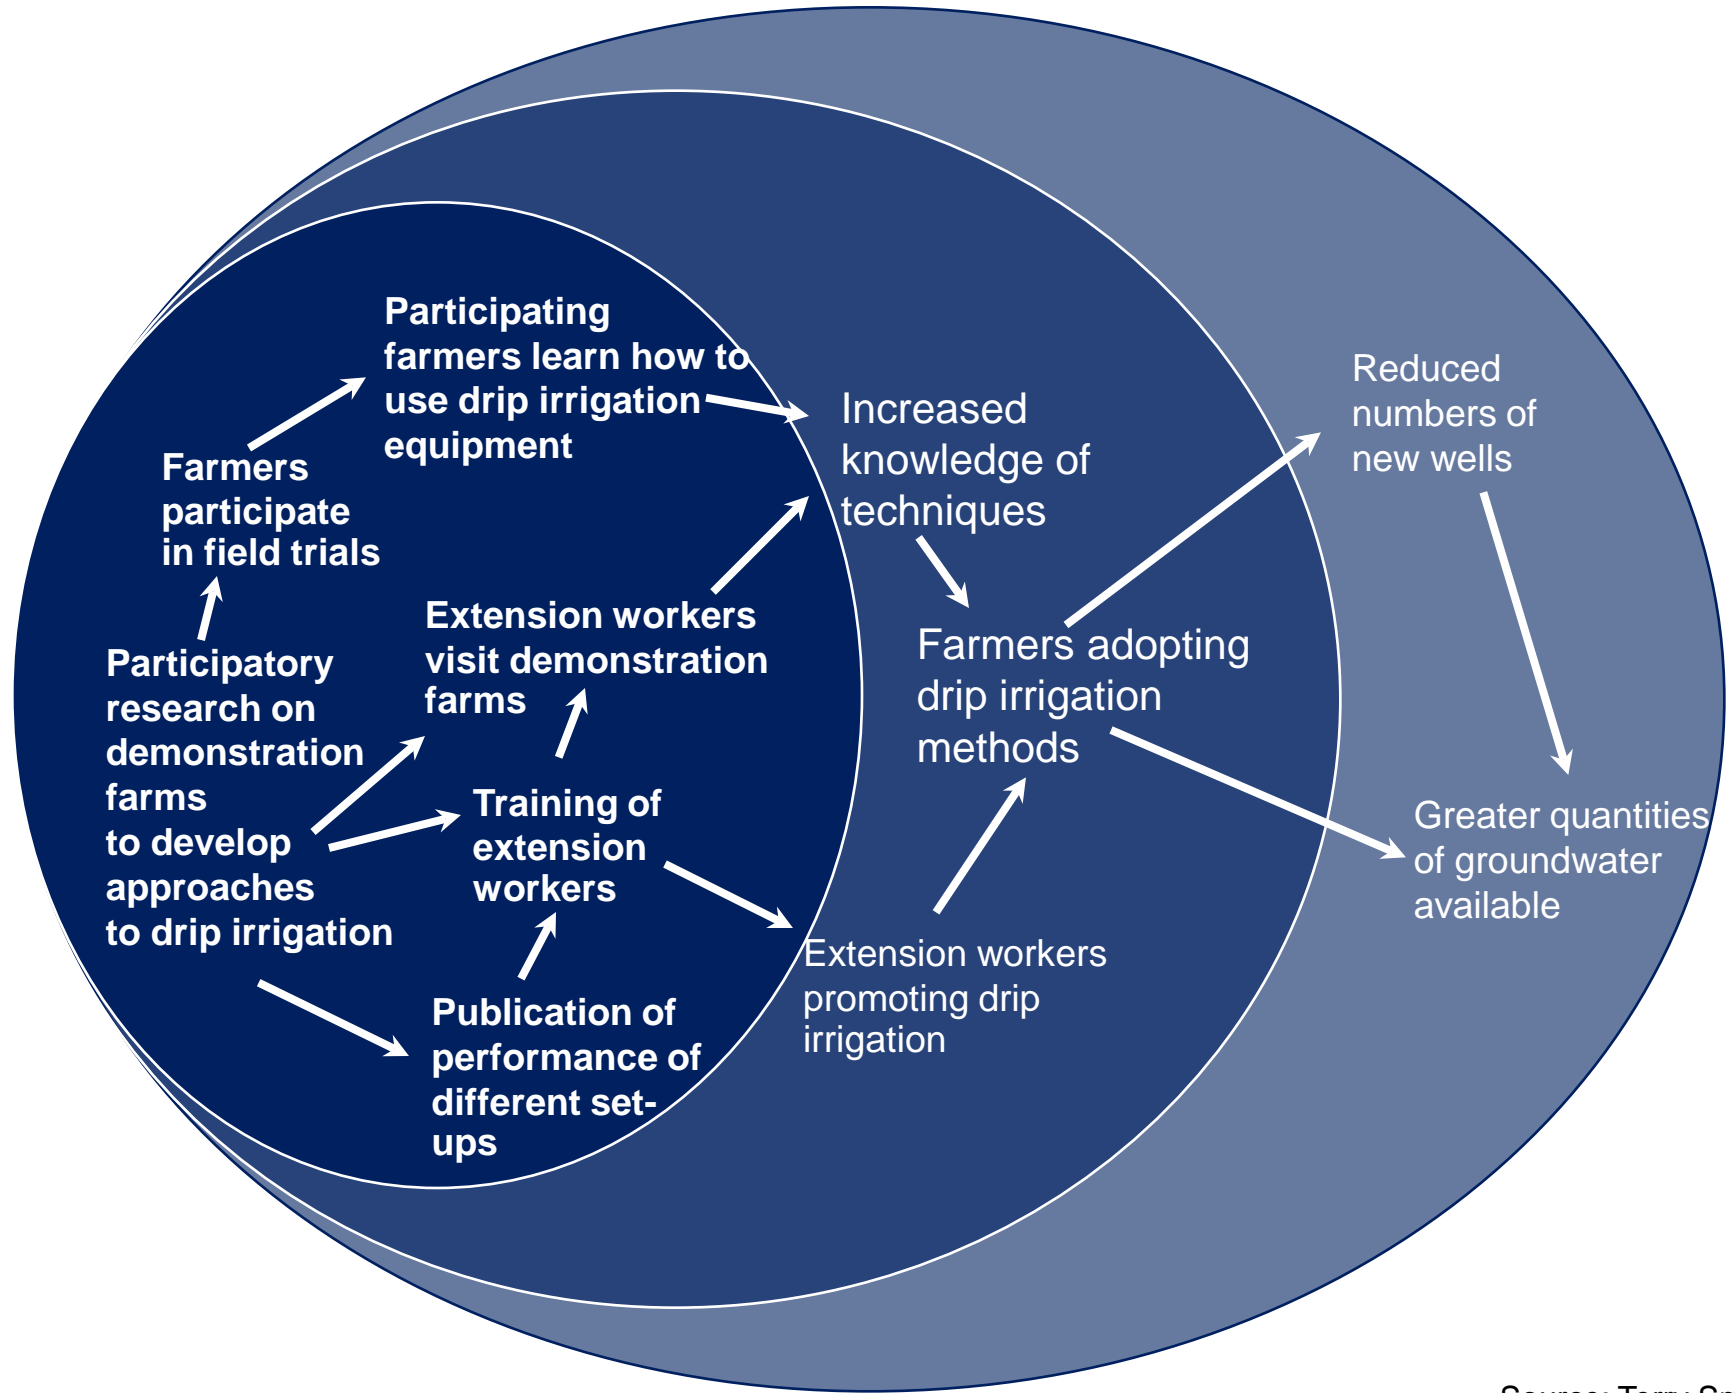 Participating
farmers learn how to
use drip irrigation
equipment
Farmers
participate
in field trials
Participatory
research on
demonstration
farms
to develop
approaches
to drip irrigation
Extension workers
visit demonstration
farms
Training of
extension
workers
Publication of
performance of
different set-
ups
Increased
knowledge of
techniques
Farmers adopting
drip irrigation
methods
Extension workers
promoting drip
irrigation
Reduced
numbers of
new wells
Greater quantities
of groundwater
available
Source: Terry